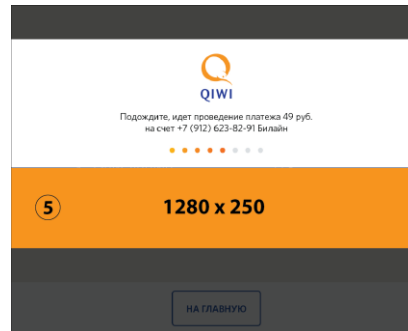 QIWI
Подождите, идет проведение платежа 49 руб.
на счет +7 (912) 623-82-91 Билайн
5 1280 x 250
НА ГЛАВНУЮ